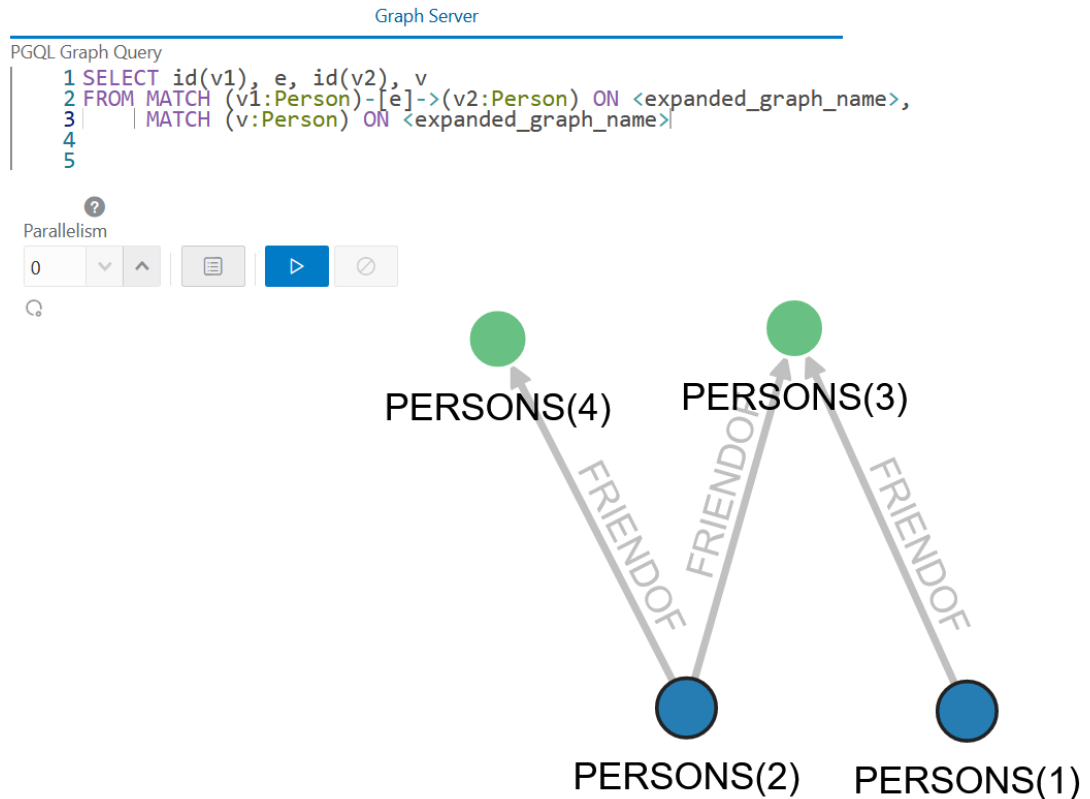 Graph Server
PGQL Graph Query
1 SELECT id(v1), e, id(v2), v
2 FROM MATCH (v1:Person)-[e]->(v2:Person) ON <expanded_graph_name>,
3 MATCH (v:Person) ON <expanded_graph_name>
4
5
?
Parallelism
0
PERSONS(4)
PERSONS(3)
FRIENDOF
FRIENDOF
FRIENDOF
PERSONS(2)
PERSONS(1)